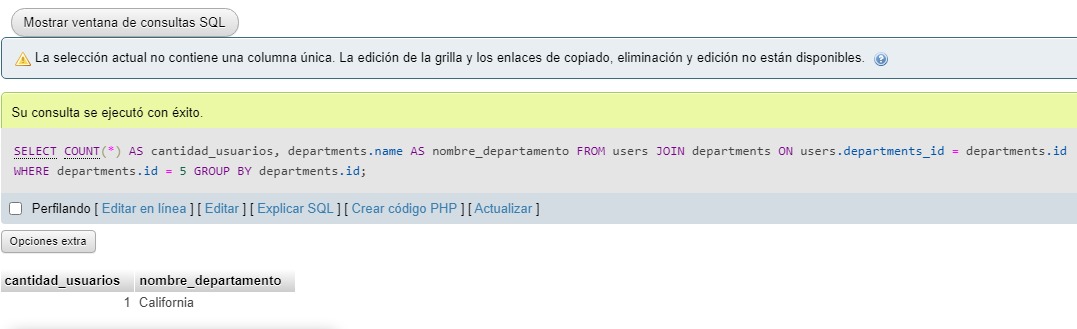 Mostrar ventana de consultas SQL
La selección actual no contiene una columna única. La edición de la grilla y los enlaces de copiado, eliminación y edición no están disponibles.
Su consulta se ejecutó con éxito.
SELECT COUNT(*) AS cantidad_usuarios, departments.name AS nombre_departamento FROM users JOIN departments ON users.departments_id = departments.id
WHERE departments.id = 5 GROUP BY departments.id;
Perfilando [ Editar en línea ] [ Editar ] [ Explicar SQL ] [ Crear código PHP ] [ Actualizar ]
Opciones extra
cantidad_usuarios nombre_departamento
1 California